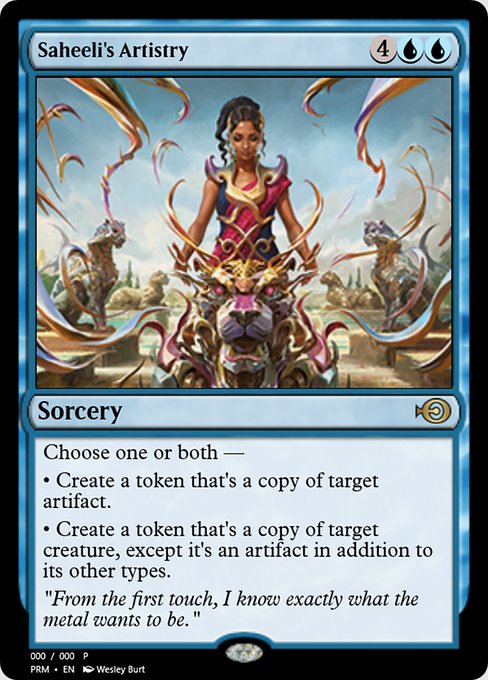 Saheeli's Artistry 4
Sorcery
Choose one or both —
• Create a token that's a copy of target
artifact.
• Create a token that's a copy of target
creature, except it's an artifact in addition to
its other types.
"From the first touch, I know exactly what the
metal wants to be."
000 / 000 P
PRM • EN Wesley Burt